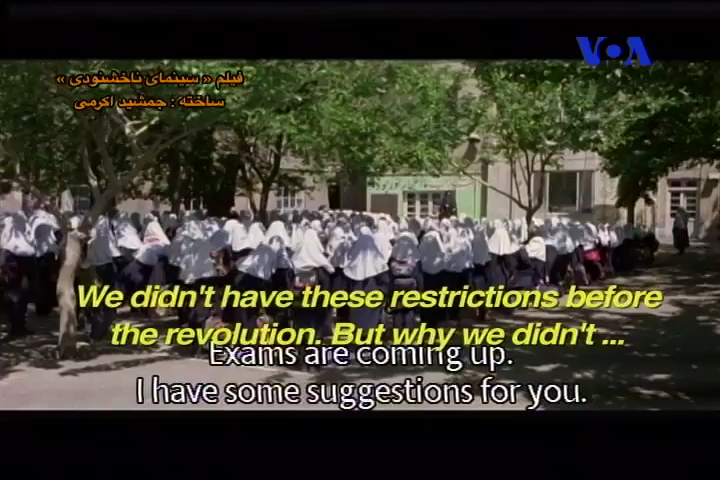 VOA
فیلم « سینمای ناخشنودی »
ساخته : جمشید اکرمی
We didn't have these restrictions before
the revolution. But why we didn't ...
Exams are coming up.
I have some suggestions for you.